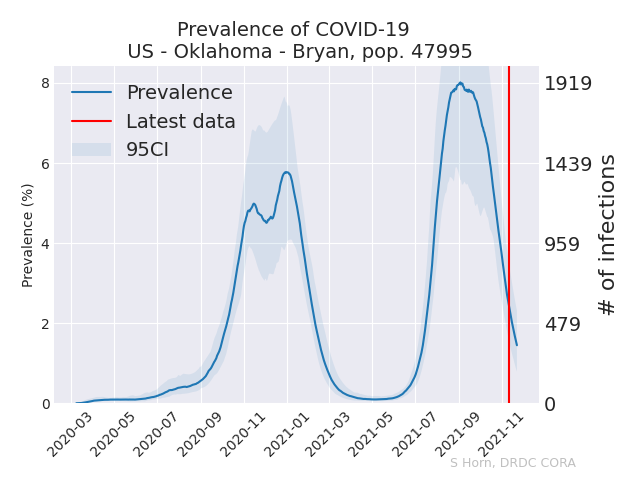 Prevalence of COVID-19
US - Oklahoma - Bryan, pop. 47995
Prevalence
Latest data
95CI
Prevalence (%)
8
6
4
2
0
1919
1439
959
479
0
# of infections
2020-03
2020-05
2020-07
2020-09
2020-11
2021-01
2021-03
2021-05
2021-07
2021-09
2021-11
S Horn, DRDC CORA